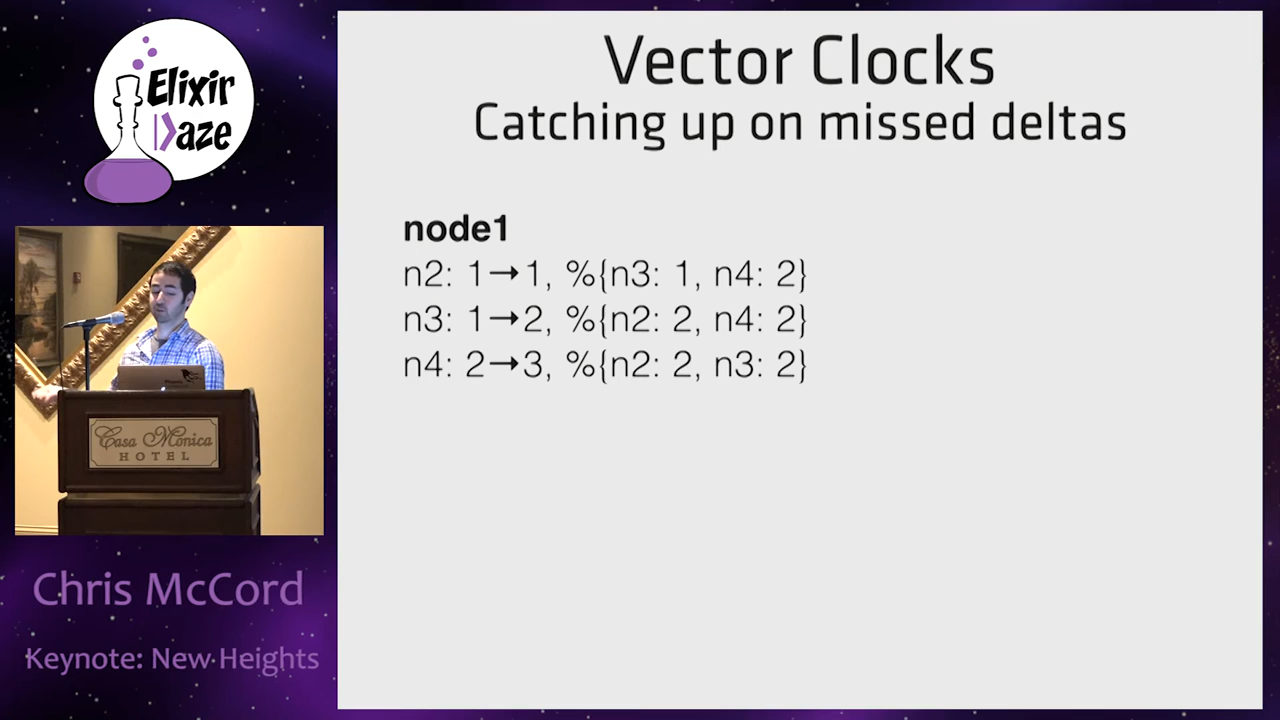 Elixir
Daze
Vector Clocks
Catching up on missed deltas
node1
n2: 1→1, %{n3: 1, n4: 2}
n3: 1→2, %{n2: 2, n4: 2}
n4: 2→3, %{n2: 2, n3: 2}
Casa Monica
HOTEL
Chris McCord
Keynote: New Heights